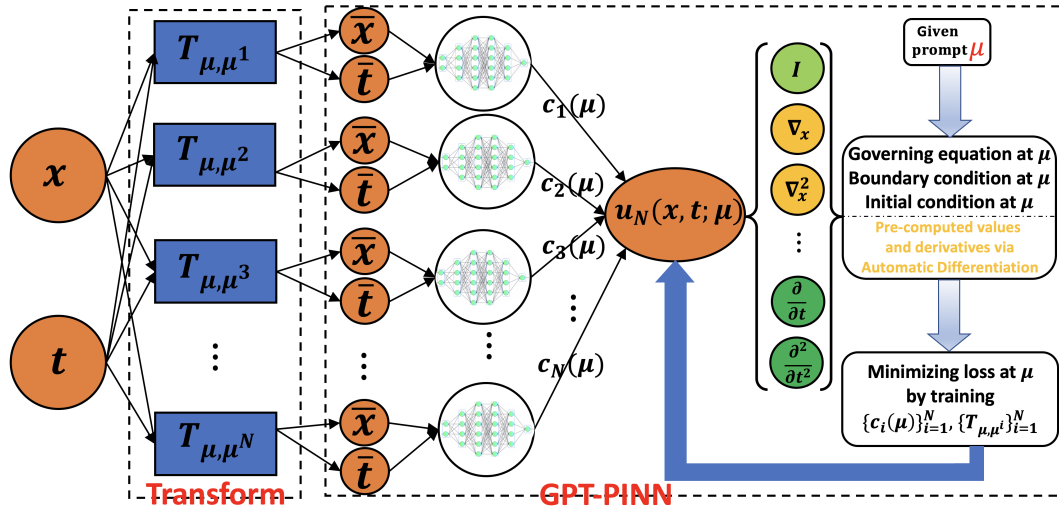 x
t
T_{μ,μ^1}
T_{μ,μ^2}
T_{μ,μ^3}
⋮
T_{μ,μ^N}
Transform
x̄
t̄
x̄
t̄
x̄
t̄
⋮
x̄
t̄
⋮
c_1(μ)
c_2(μ)
c_3(μ)
⋮
c_N(μ)
u_N(x, t; μ)
I
∇_x
∇_x^2
⋮
∂/∂t
∂^2/∂t^2
Given
prompt μ
Governing equation at μ
Boundary condition at μ
Initial condition at μ
Pre-computed values
and derivatives via
Automatic Differentiation
Minimizing loss at μ
by training
{c_i(μ)}_{i=1}^N, {T_{μ,μ^i}}_{i=1}^N
GPT-PINN